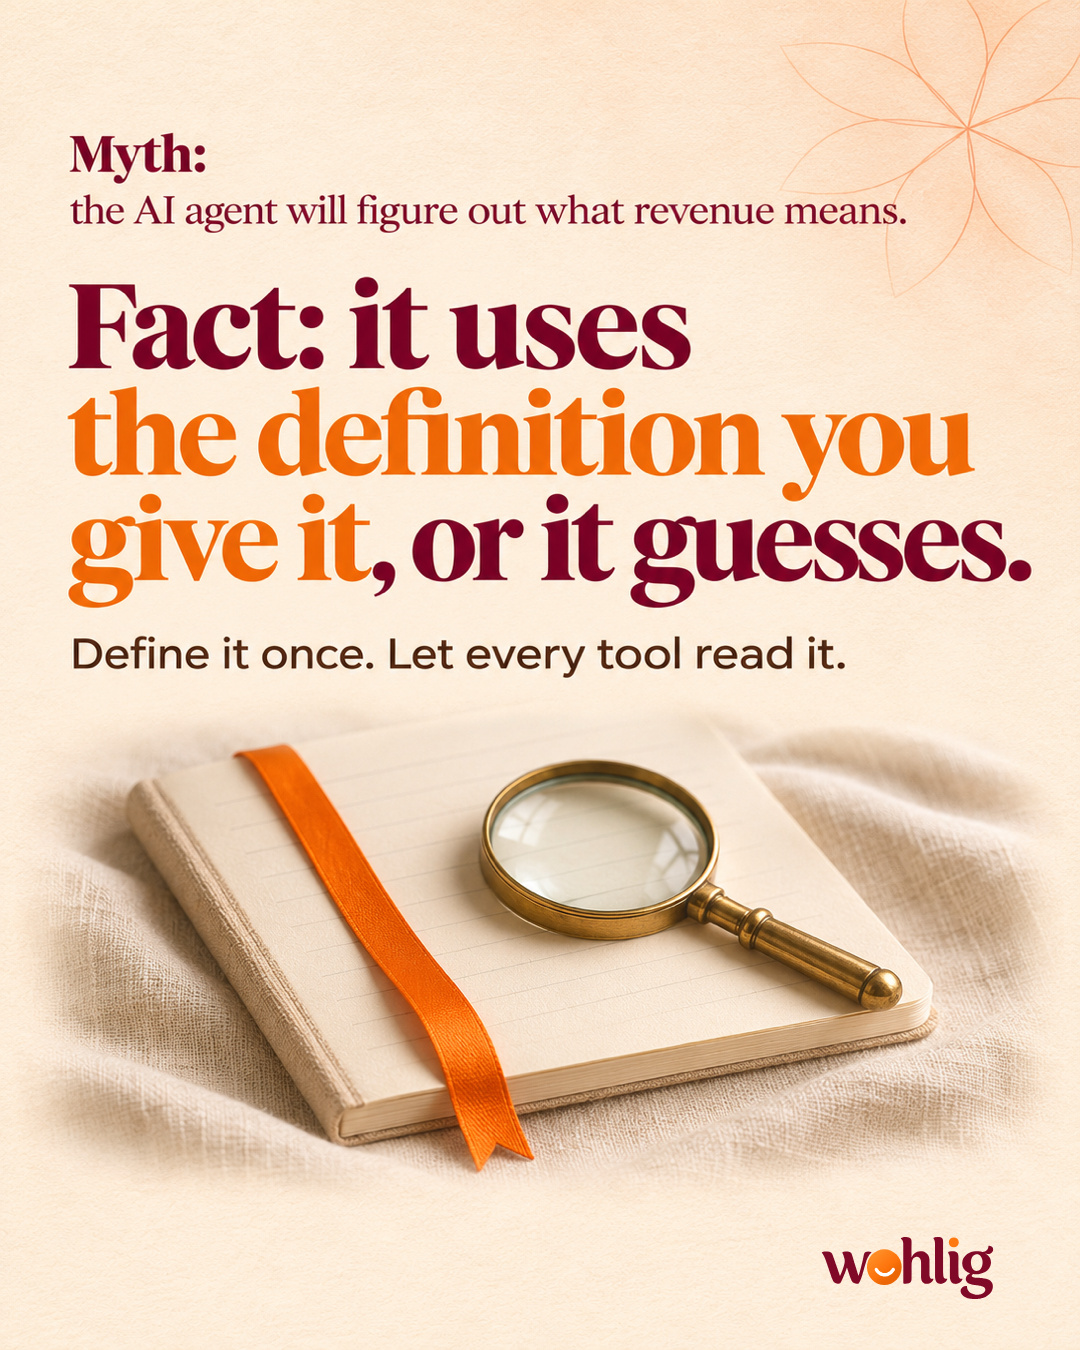 Myth:
the AI agent will figure out what revenue means.
Fact: it uses
the definition you
give it, or it guesses.
Define it once. Let every tool read it.
wohlig